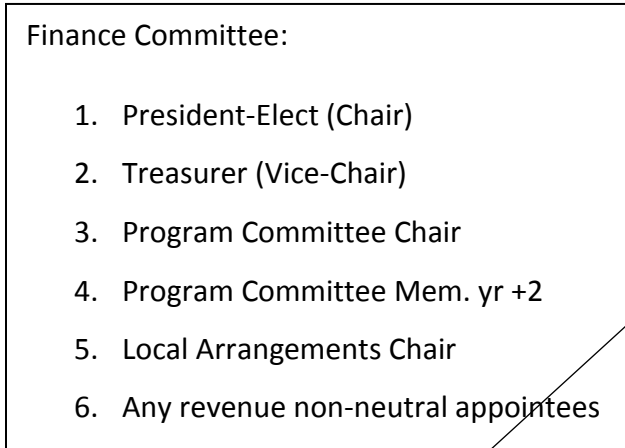 Finance Committee:
1. President-Elect (Chair)
2. Treasurer (Vice-Chair)
3. Program Committee Chair
4. Program Committee Mem. yr +2
5. Local Arrangements Chair
6. Any revenue non-neutral appointees